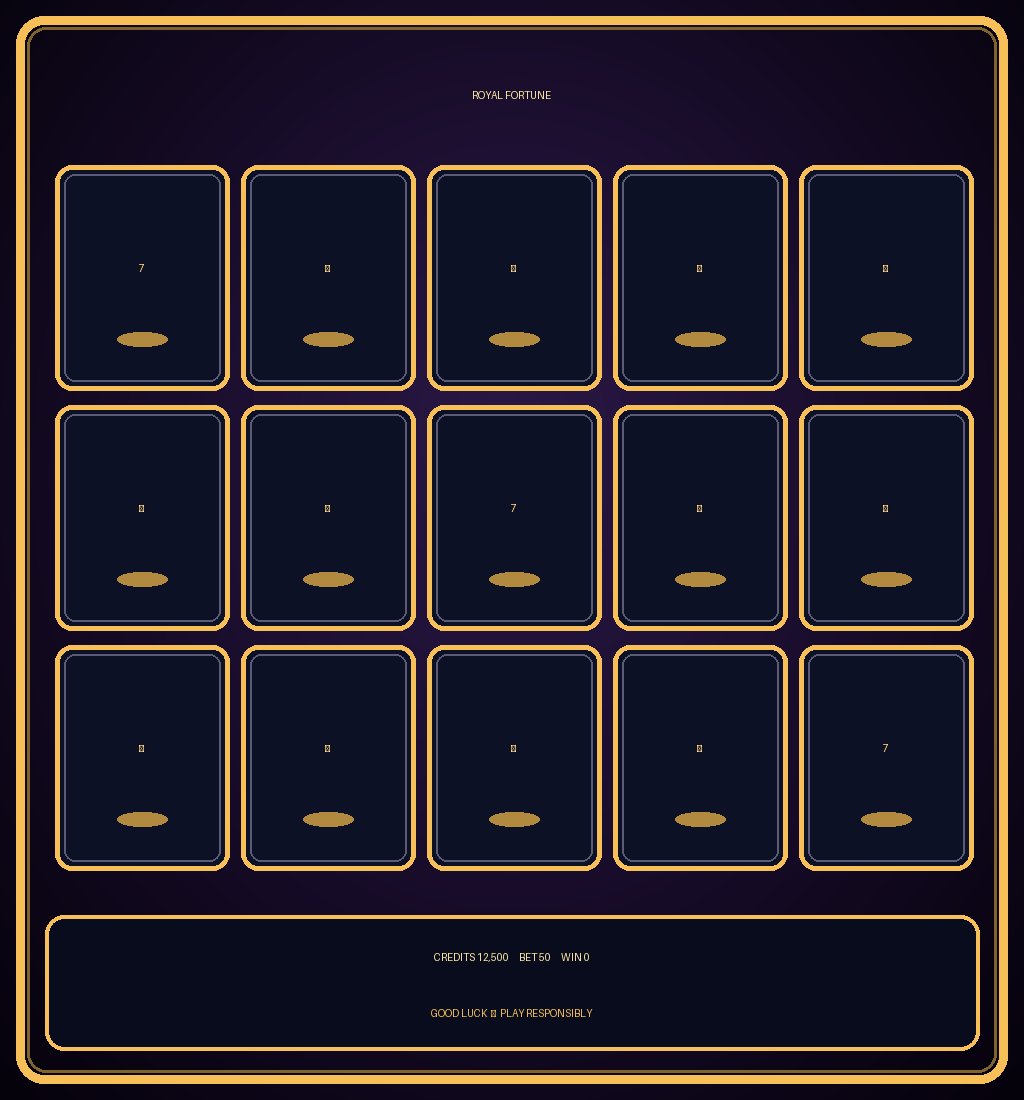 ROYAL FORTUNE
7
7
7
CREDITS 12,500 BET 50 WIN 0
GOOD LUCK PLAY RESPONSIBLY